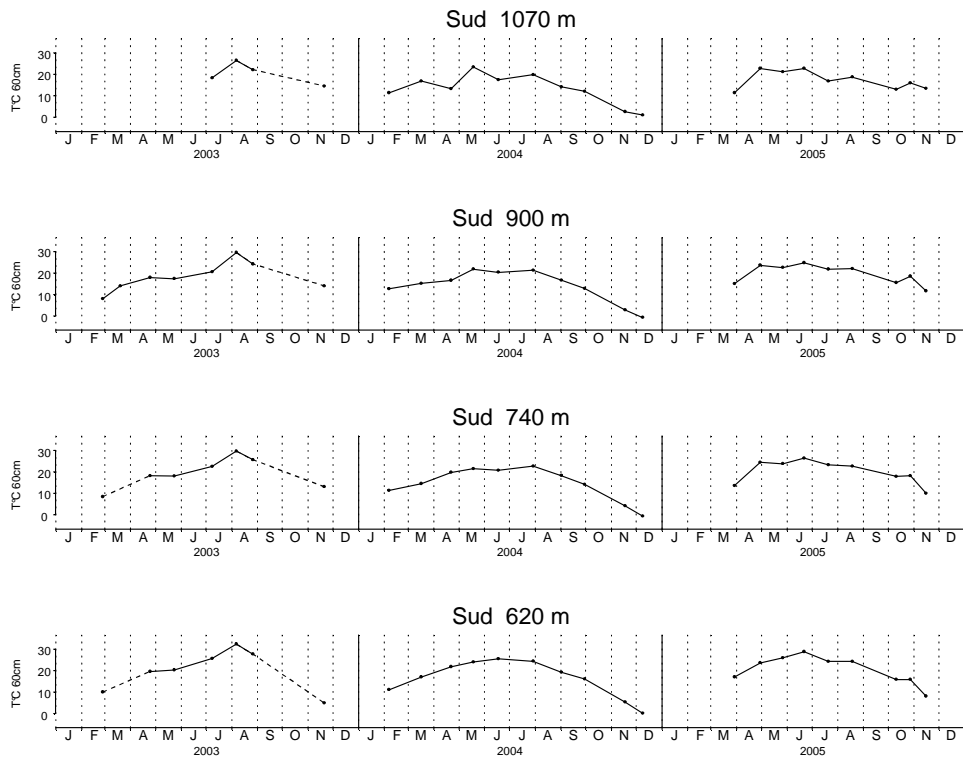 Sud 1070 m
T°C 60cm
30
20
10
0
J F M A M J J A S O N D J F M A M J J A S O N D J F M A M J J A S O N D
2003 2004 2005
Sud 900 m
T°C 60cm
30
20
10
0
J F M A M J J A S O N D J F M A M J J A S O N D J F M A M J J A S O N D
2003 2004 2005
Sud 740 m
T°C 60cm
30
20
10
0
J F M A M J J A S O N D J F M A M J J A S O N D J F M A M J J A S O N D
2003 2004 2005
Sud 620 m
T°C 60cm
30
20
10
0
J F M A M J J A S O N D J F M A M J J A S O N D J F M A M J J A S O N D
2003 2004 2005